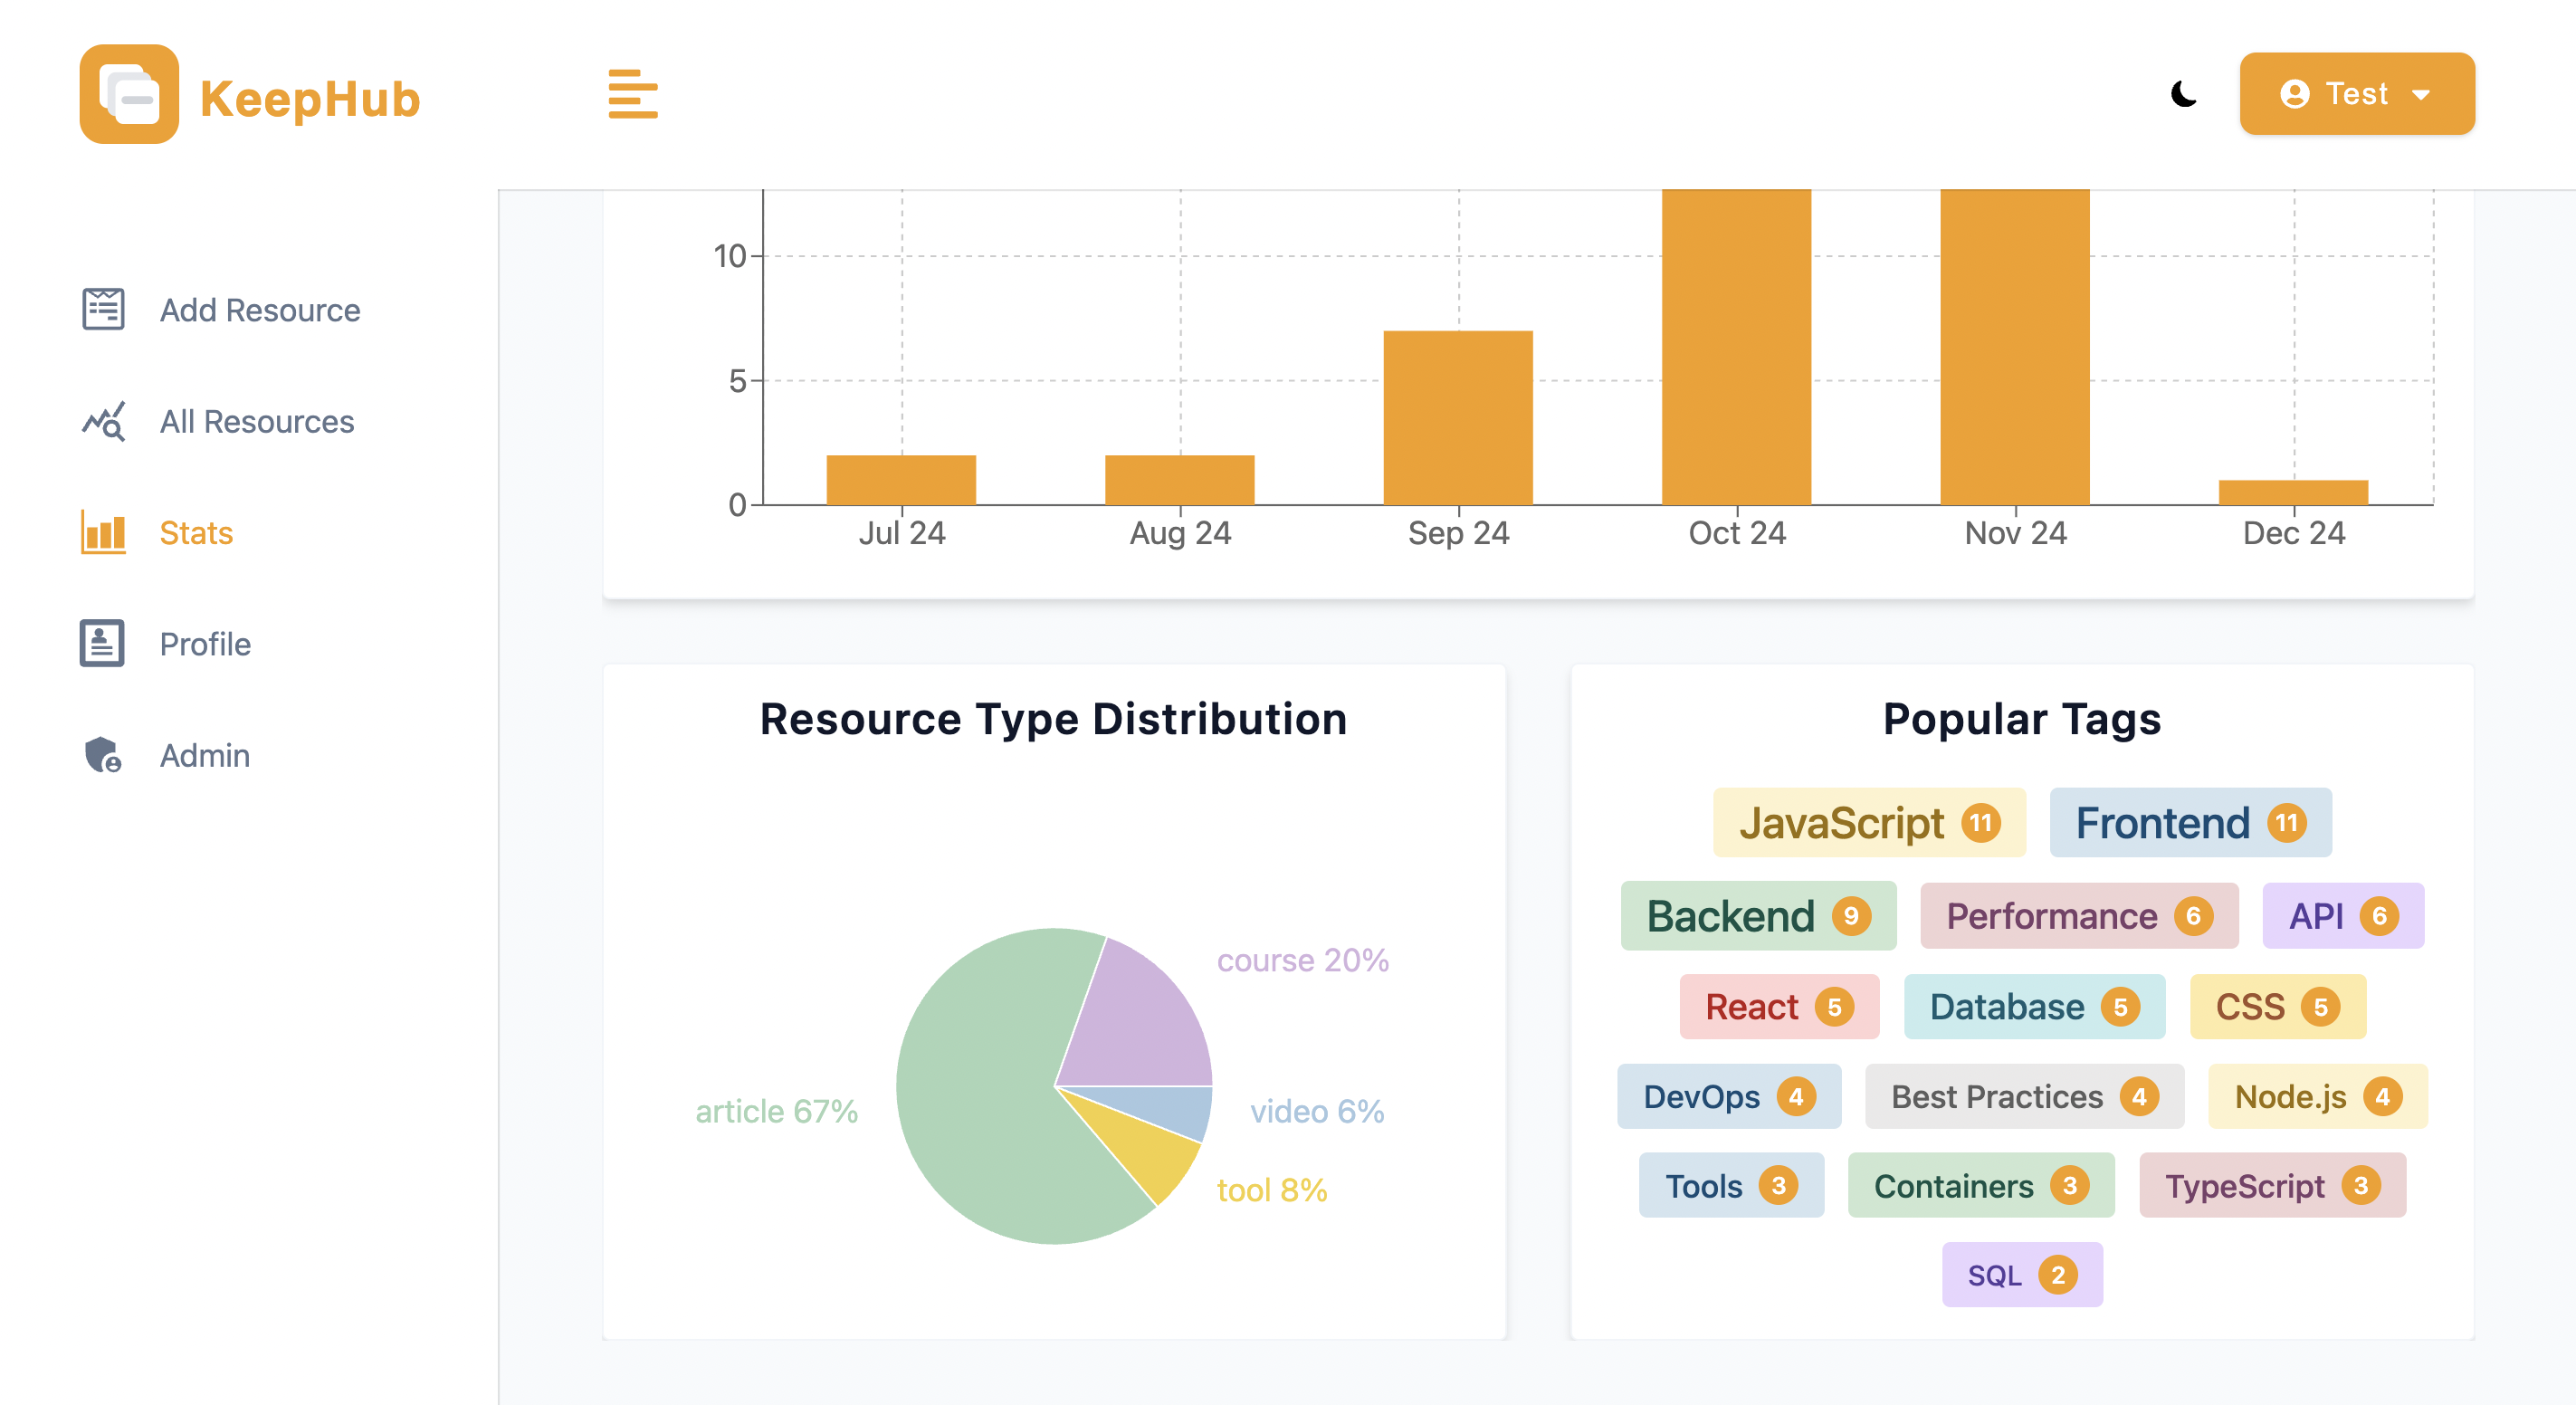 KeepHub
Test
Add Resource
All Resources
Stats
Profile
Admin
10
5
0
Jul 24 Aug 24 Sep 24 Oct 24 Nov 24 Dec 24
Resource Type Distribution
course 20%
article 67%
video 6%
tool 8%
Popular Tags
JavaScript 11 Frontend 11
Backend 9 Performance 6 API 6
React 5 Database 5 CSS 5
DevOps 4 Best Practices 4 Node.js 4
Tools 3 Containers 3 TypeScript 3
SQL 2